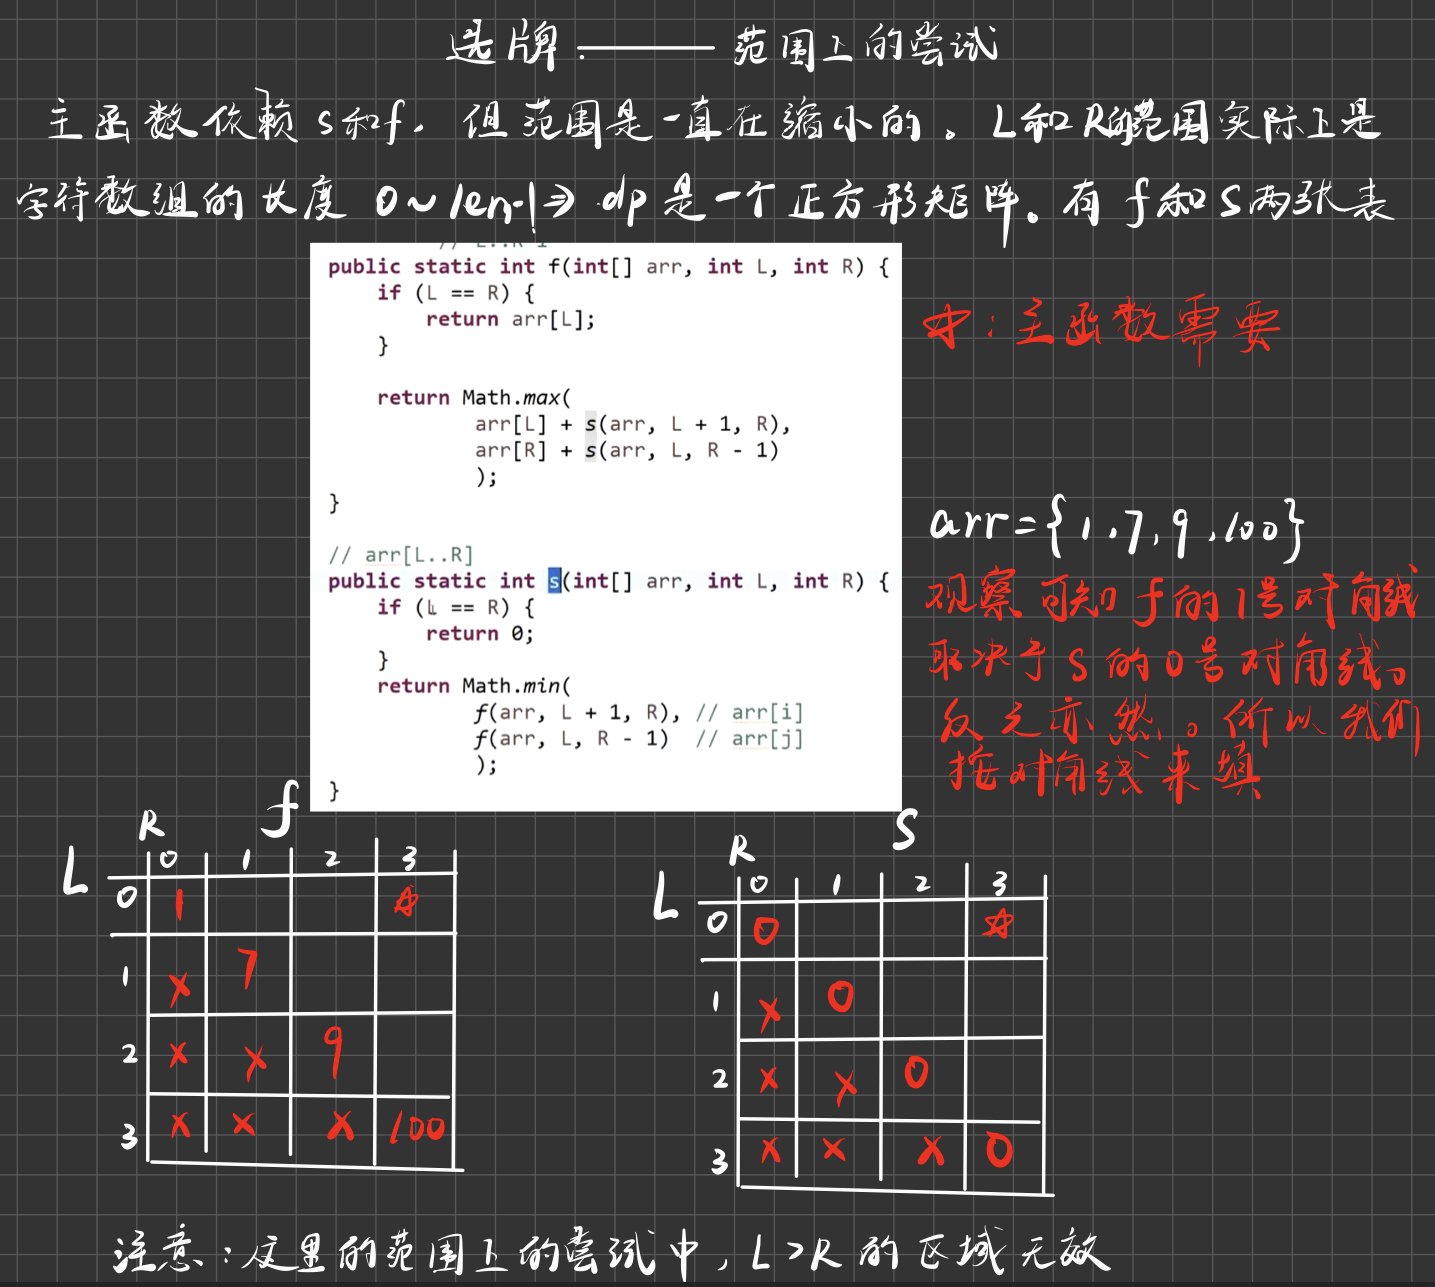 选牌 —— 范围上的尝试
主函数依赖 s和f，但范围是一直在缩小的。L和R的范围实际上是
字符数组的长度 0~len-1 => dp是一个正方形矩阵。有 f和S两张表
public static int f(int[] arr, int L, int R) {
if (L == R) {
return arr[L];
}
return Math.max(
arr[L] + s(arr, L + 1, R),
arr[R] + s(arr, L, R - 1)
);
}
// arr[L..R]
public static int s(int[] arr, int L, int R) {
if (L == R) {
return 0;
}
return Math.min(
f(arr, L + 1, R), // arr[i]
f(arr, L, R - 1) // arr[j]
);
}
☆：主函数需要
arr={1,7,9,100}
观察可知 f的1号对角线
取决于S的0号对角线。
反之亦然。所以我们
按对角线来填
f
R
L
0 1 2 3
0 1 ☆
1 x 7
2 x x 9
3 x x x 100
S
R
L
0 1 2 3
0 0 ☆
1 x 0
2 x x 0
3 x x x 0
注意：这里的范围上的尝试中，L>R的区域无效